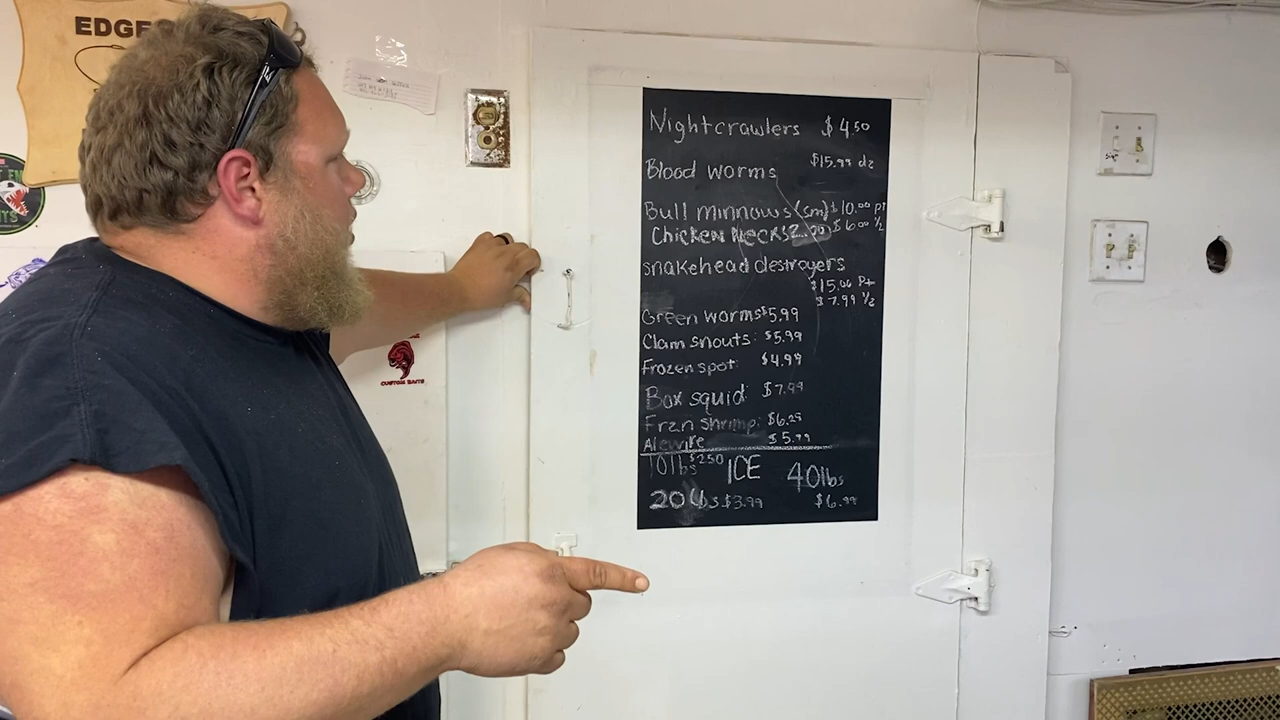 EDGE
Nightcrawlers $4.50
Blood worms $15.99 dz
Bull minnows (sm) $10.00 PT
Chicken Necks $6.00 1/2
snakehead destroyers
$15.00 Pt
$7.99 1/2
Green worms $5.99
Clam snouts: $5.99
Frozen spot: $4.99
Box squid: $7.99
Frzn shrimp: $6.25
Alewife $5.99
10lbs $2.50 ICE 40lbs
20lbs $3.99 $6.99
CUSTOM BAITS